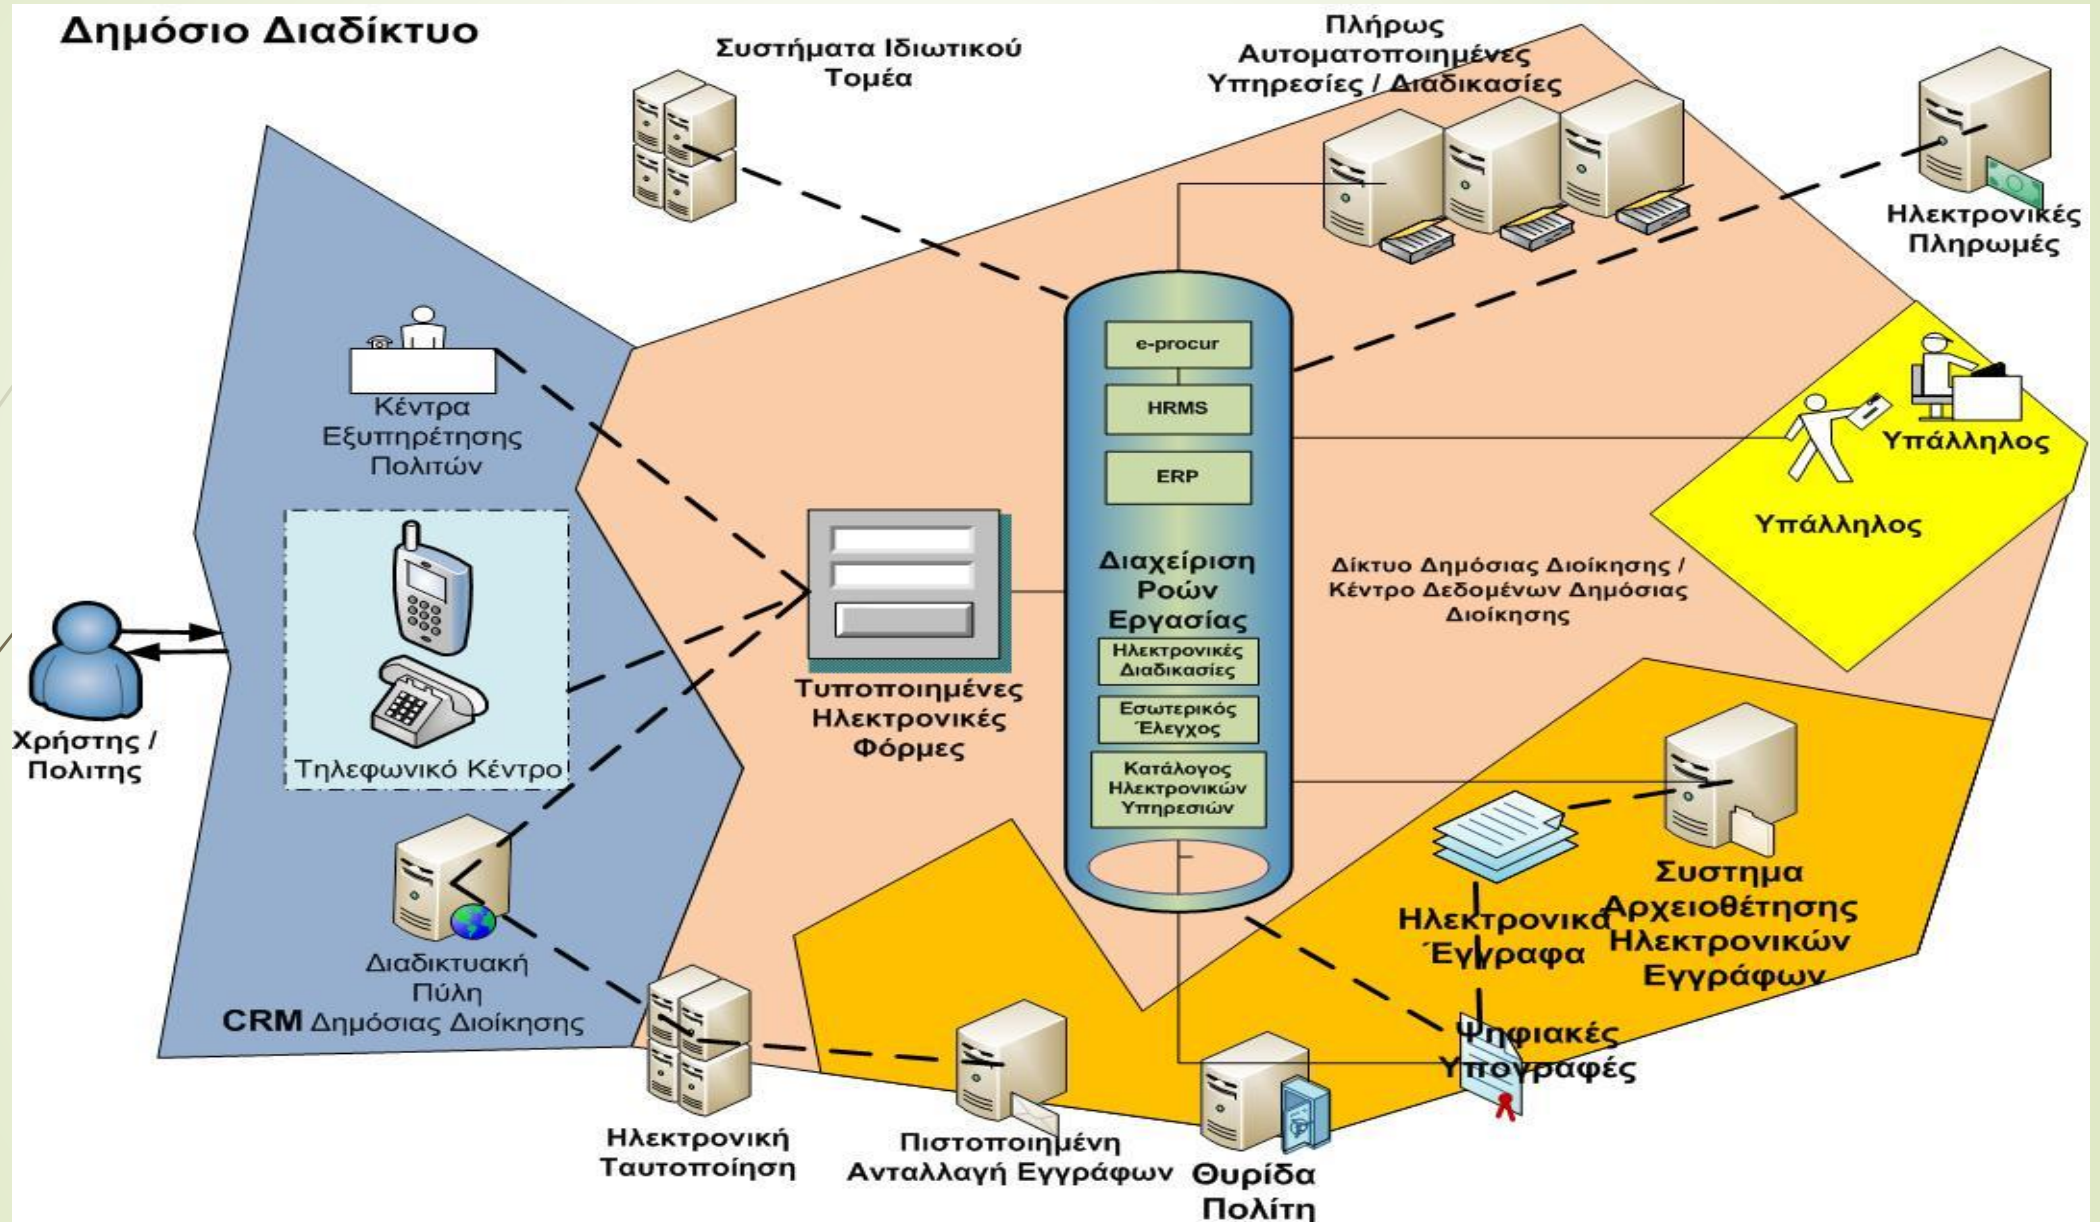 Δημόσιο Διαδίκτυο
Συστήματα Ιδιωτικού
Τομέα
Πλήρως
Αυτοματοποιημένες
Υπηρεσίες / Διαδικασίες
Ηλεκτρονικές
Πληρωμές
Κέντρα
Εξυπηρέτησης
Πολιτών
Τηλεφωνικό Κέντρο
Διαδικτυακή
Πύλη
CRM Δημόσιας Διοίκησης
Χρήστης /
Πολιτης
Τυποποιημένες
Ηλεκτρονικές
Φόρμες
e-procur
HRMS
ERP
Διαχείριση
Ροών
Εργασίας
Ηλεκτρονικές
Διαδικασίες
Εσωτερικός
Έλεγχος
Κατάλογος
Ηλεκτρονικών
Υπηρεσιών
Υπάλληλος
Υπάλληλος
Δίκτυο Δημόσιας Διοίκησης /
Κέντρο Δεδομένων Δημόσιας
Διοίκησης
Συστημα
Αρχειοθέτησης
Ηλεκτρονικών
Εγγράφων
Ηλεκτρονικά
Έγγραφα
Ψηφιακές
Υπογραφές
Ηλεκτρονική
Ταυτοποίηση
Πιστοποιημένη
Ανταλλαγή Εγγράφων
Θυρίδα
Πολίτη